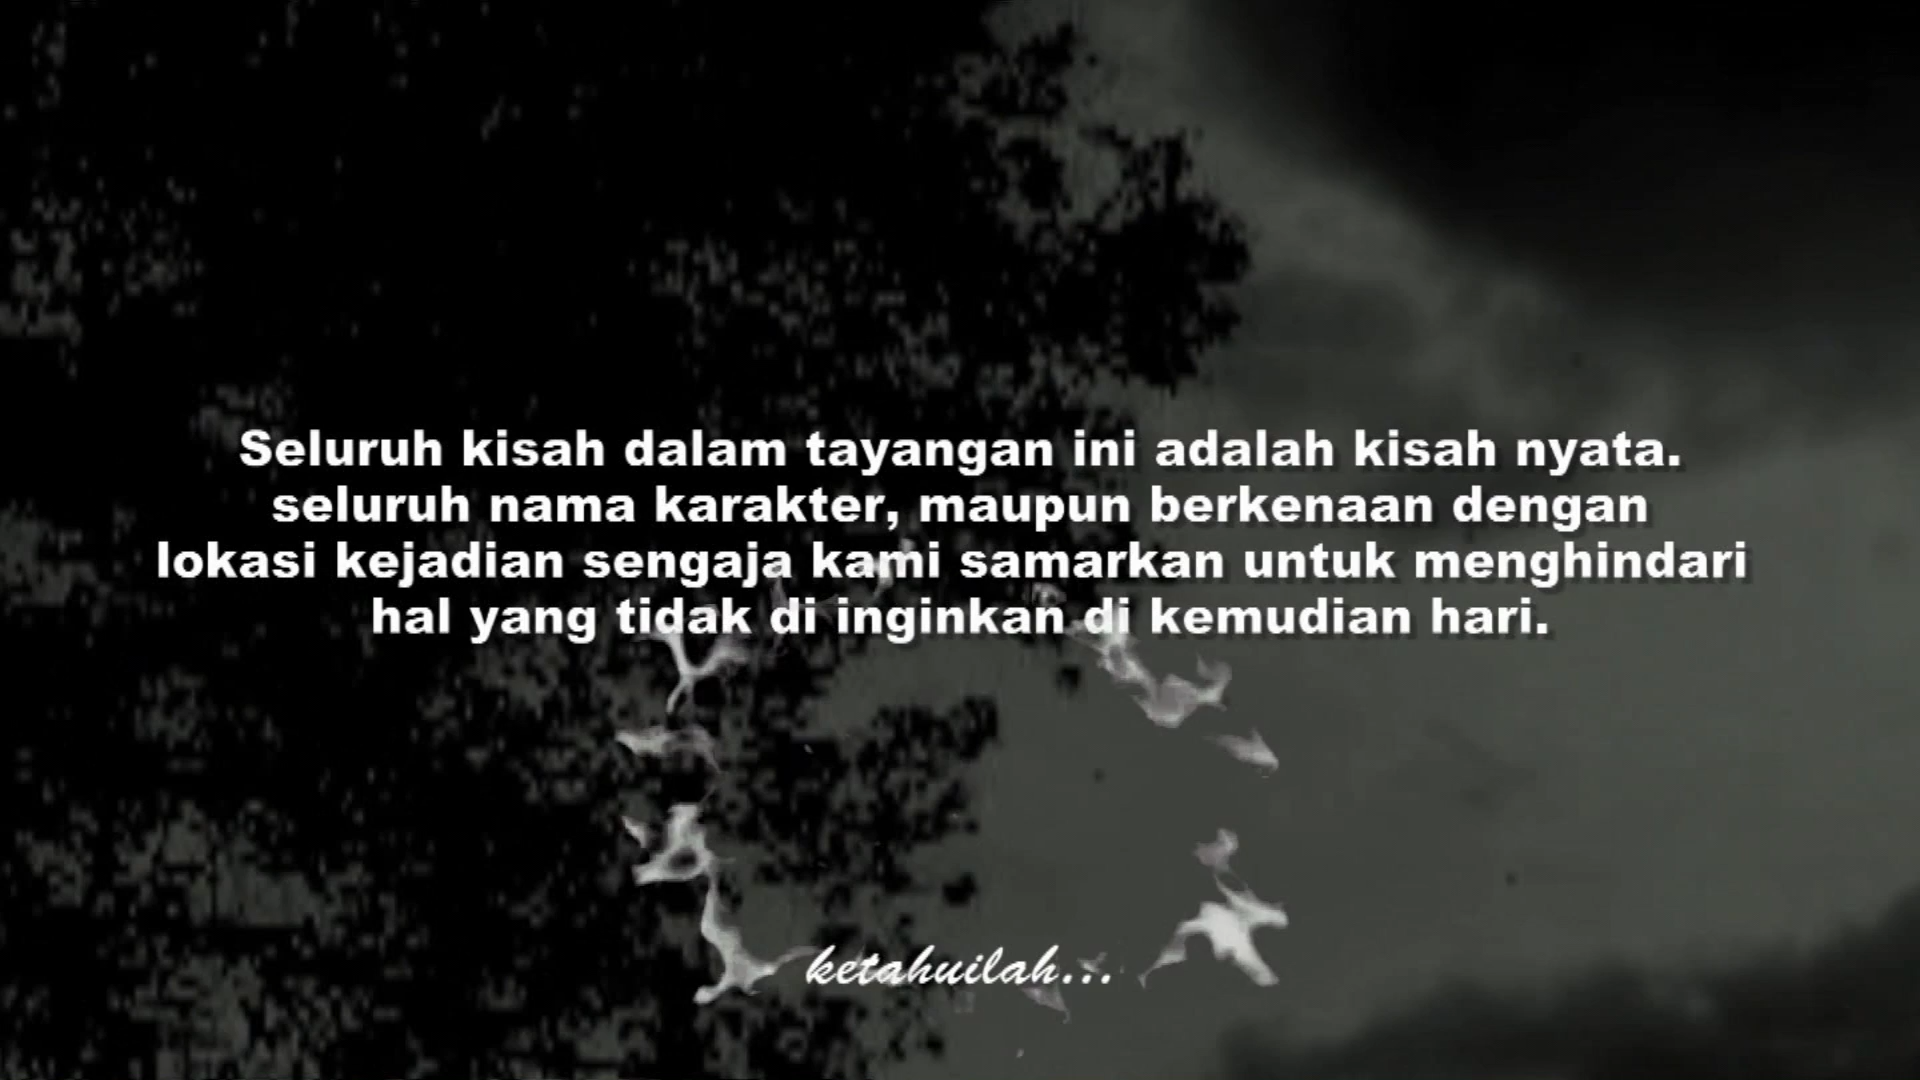 Seluruh kisah dalam tayangan ini adalah kisah nyata.
seluruh nama karakter, maupun berkenaan dengan
lokasi kejadian sengaja kami samarkan untuk menghindari
hal yang tidak di inginkan di kemudian hari.
ketahuilah...